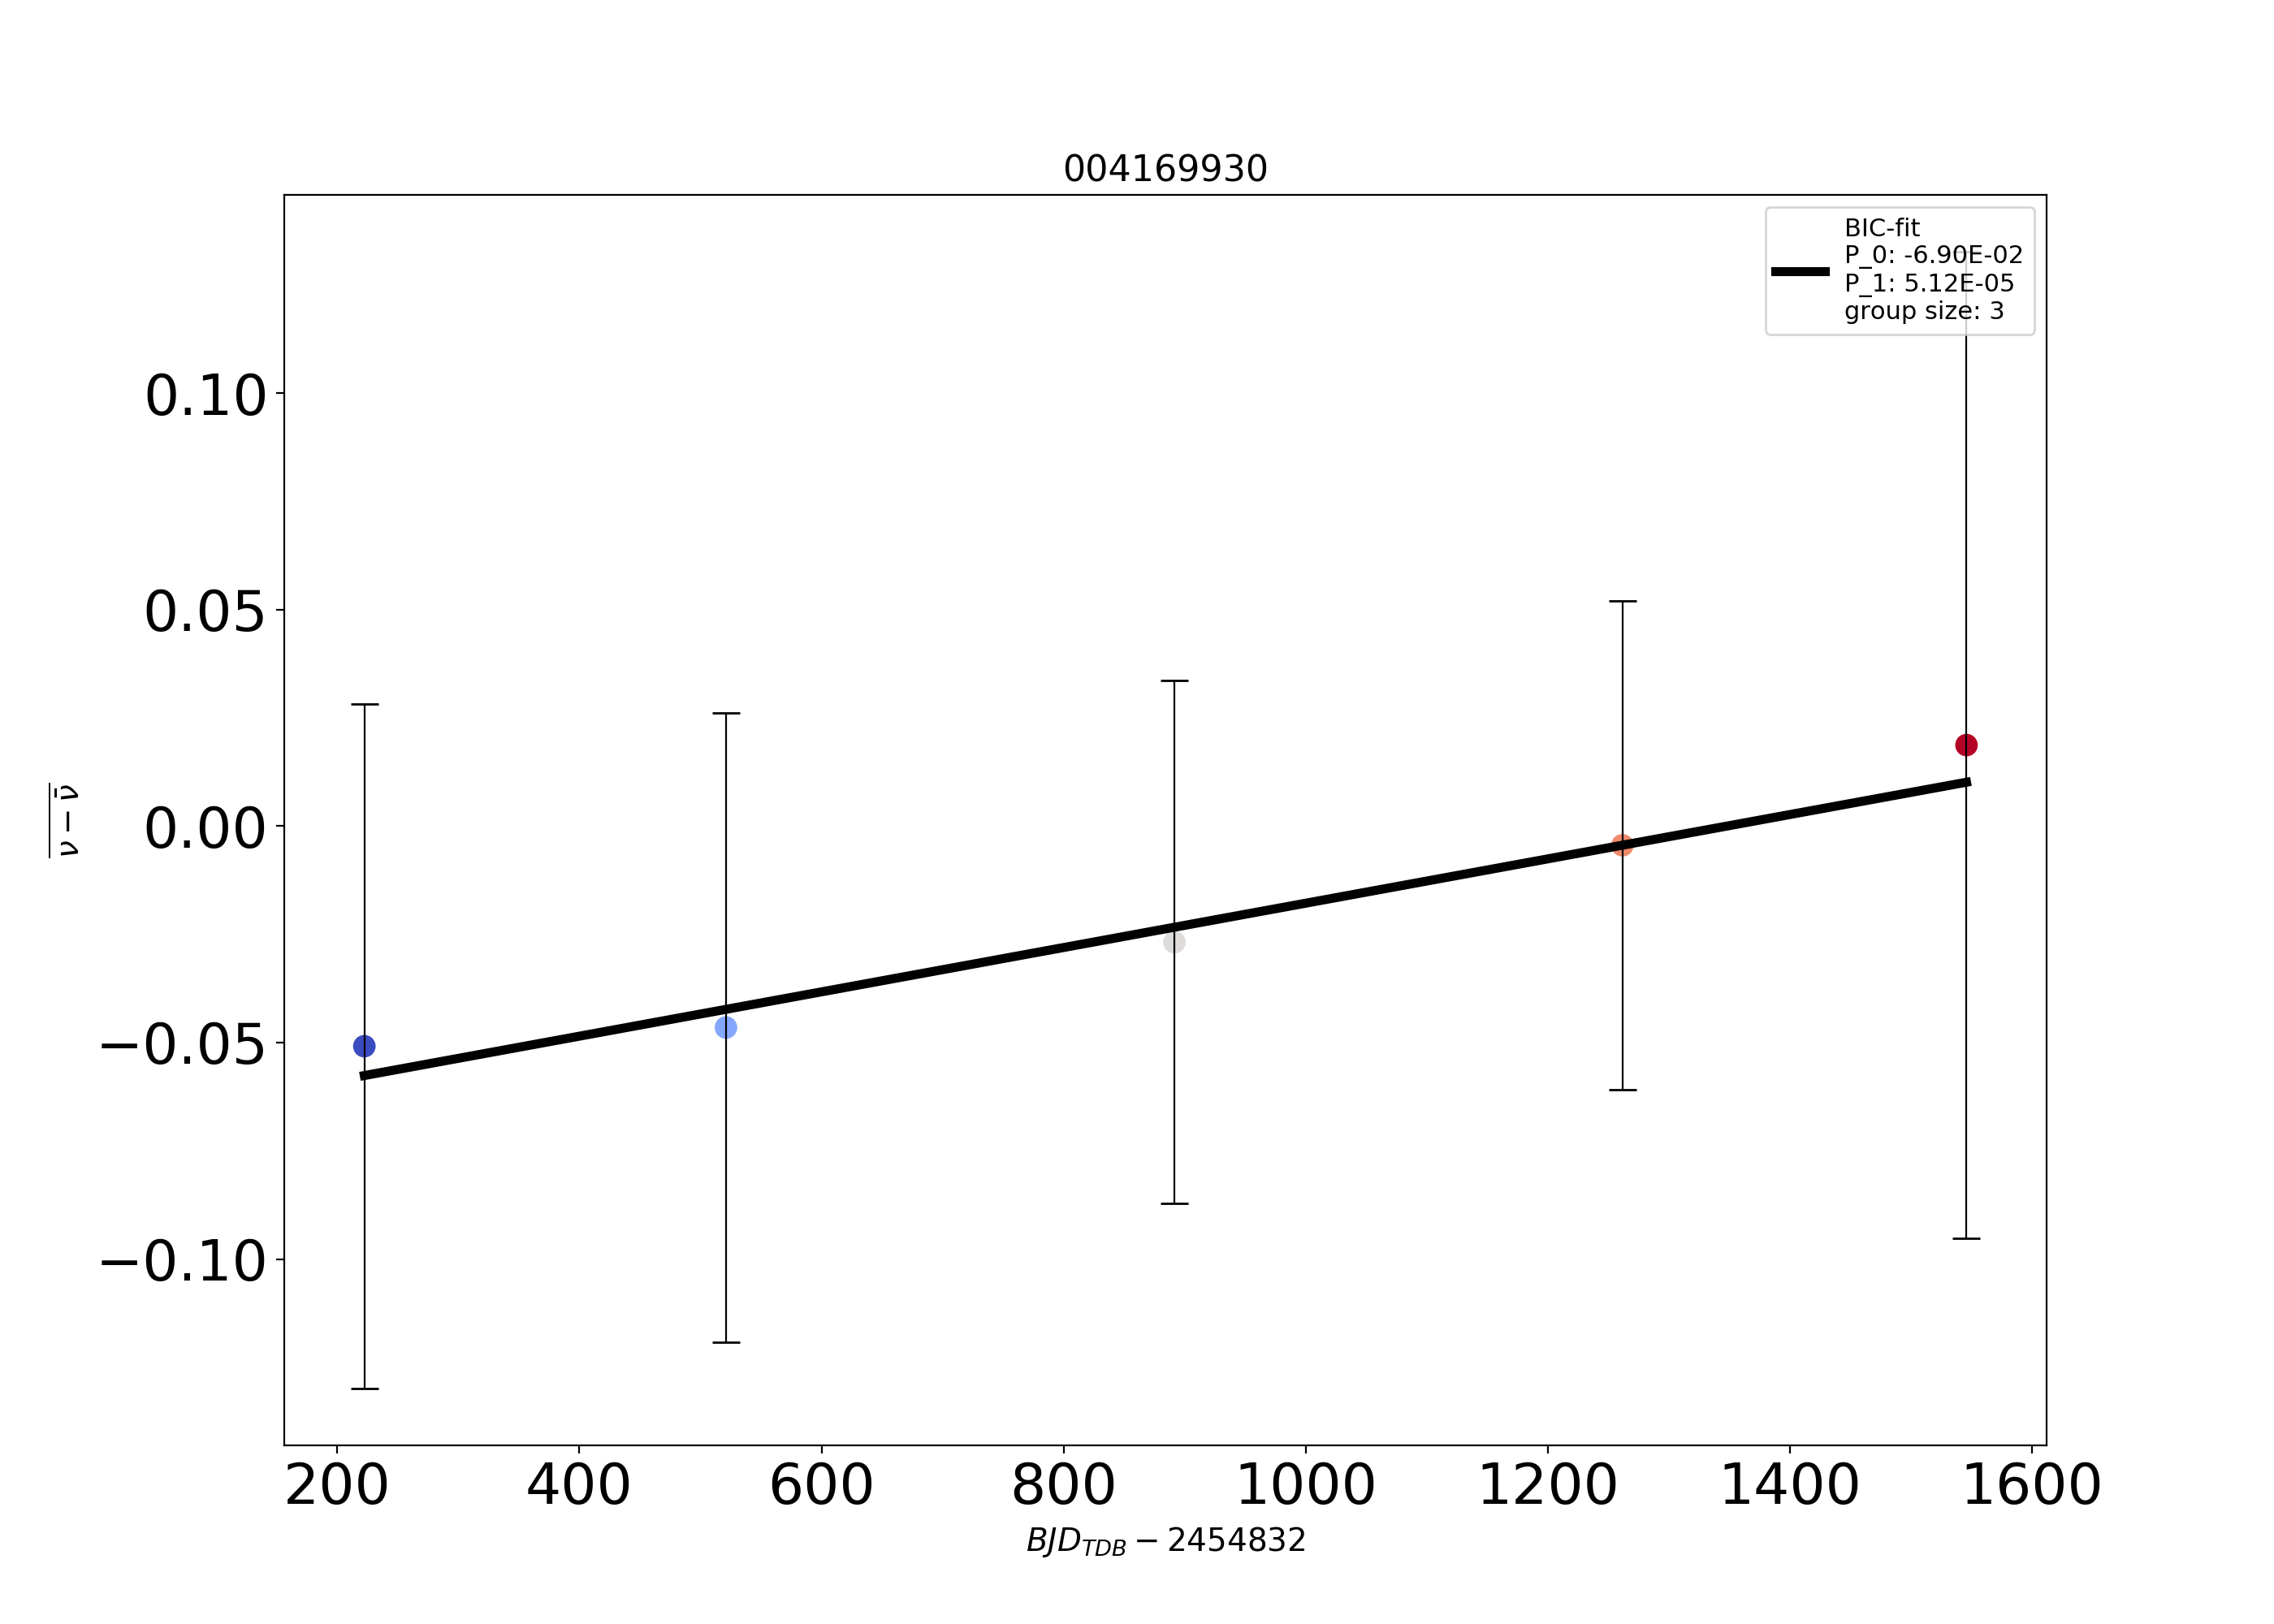 004169930
BIC-fit
P_0: -6.90E-02
P_1: 5.12E-05
group size: 3
0.10
0.05
0.00
−0.05
−0.10
ν − ν̄
200 400 600 800 1000 1200 1400 1600
BJD_TDB − 2454832